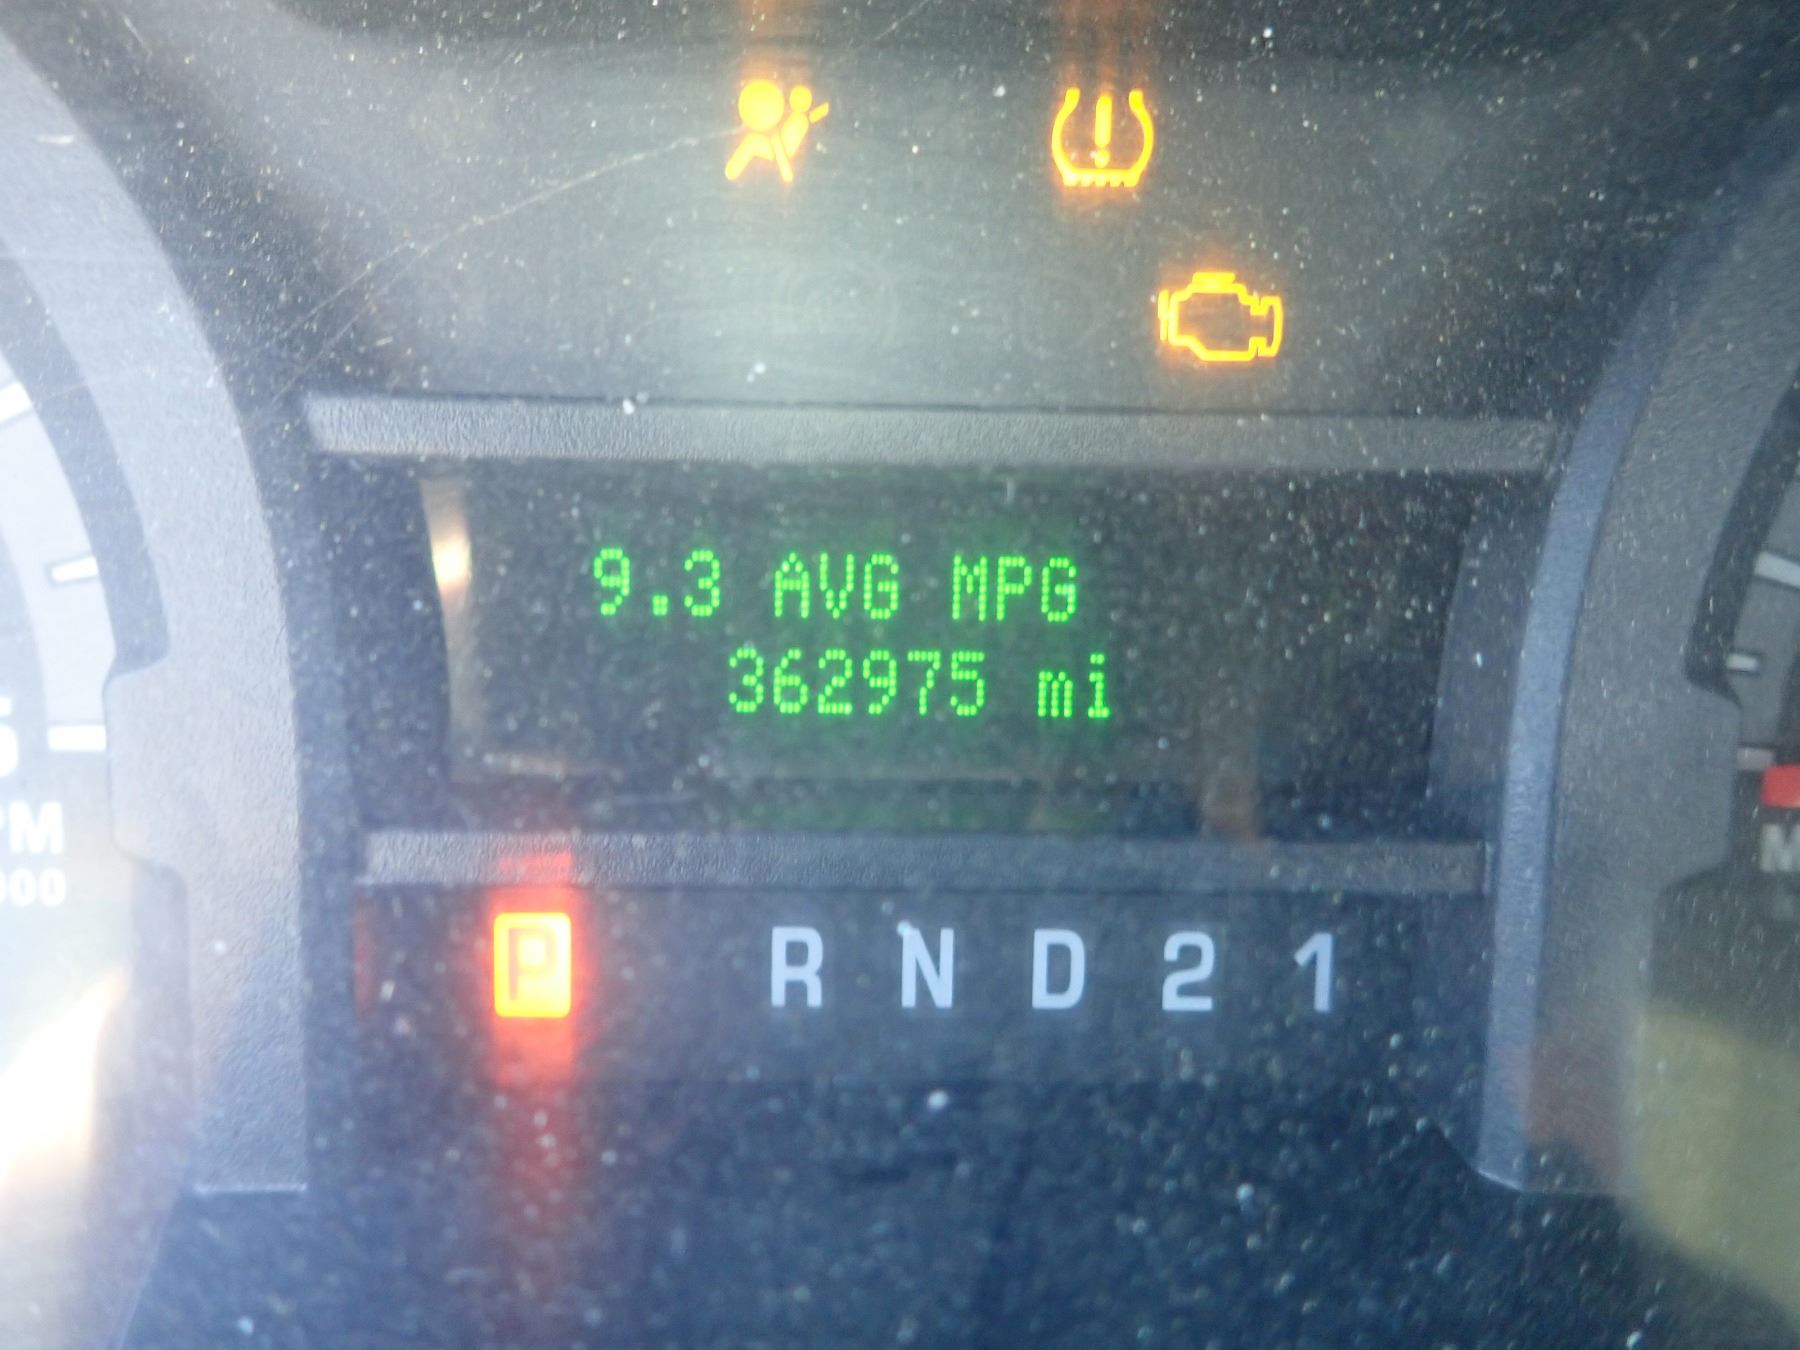 9.3 AVG MPG
362975 mi
P R N D 2 1